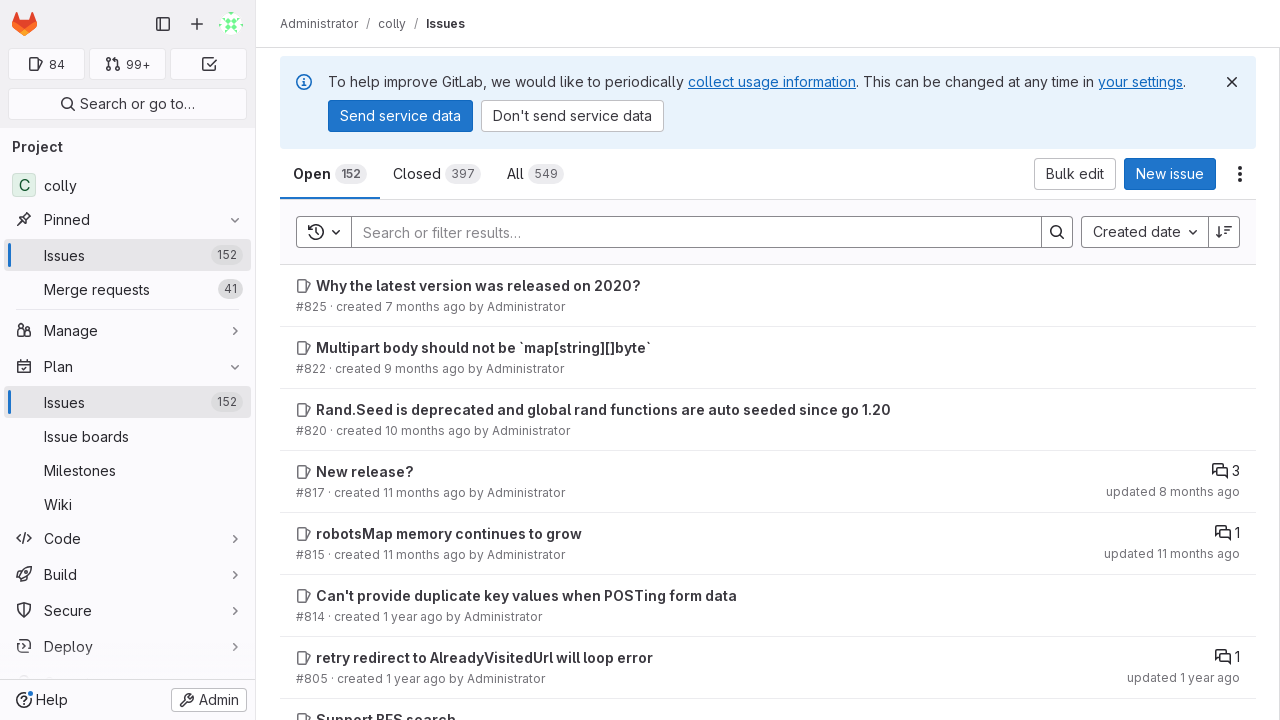 84
99+
Search or go to…
Project
C colly
Pinned
Issues 152
Merge requests 41
Manage
Plan
Issues 152
Issue boards
Milestones
Wiki
Code
Build
Secure
Deploy
Help
Admin
Administrator / colly / Issues
To help improve GitLab, we would like to periodically collect usage information. This can be changed at any time in your settings.
Send service data Don't send service data
Open 152 Closed 397 All 549 Bulk edit New issue
Search or filter results… Created date
Why the latest version was released on 2020?
#825 · created 7 months ago by Administrator
Multipart body should not be `map[string][]byte`
#822 · created 9 months ago by Administrator
Rand.Seed is deprecated and global rand functions are auto seeded since go 1.20
#820 · created 10 months ago by Administrator
New release? 3
#817 · created 11 months ago by Administrator updated 8 months ago
robotsMap memory continues to grow 1
#815 · created 11 months ago by Administrator updated 11 months ago
Can't provide duplicate key values when POSTing form data
#814 · created 1 year ago by Administrator
retry redirect to AlreadyVisitedUrl will loop error 1
#805 · created 1 year ago by Administrator updated 1 year ago
Support BFS search